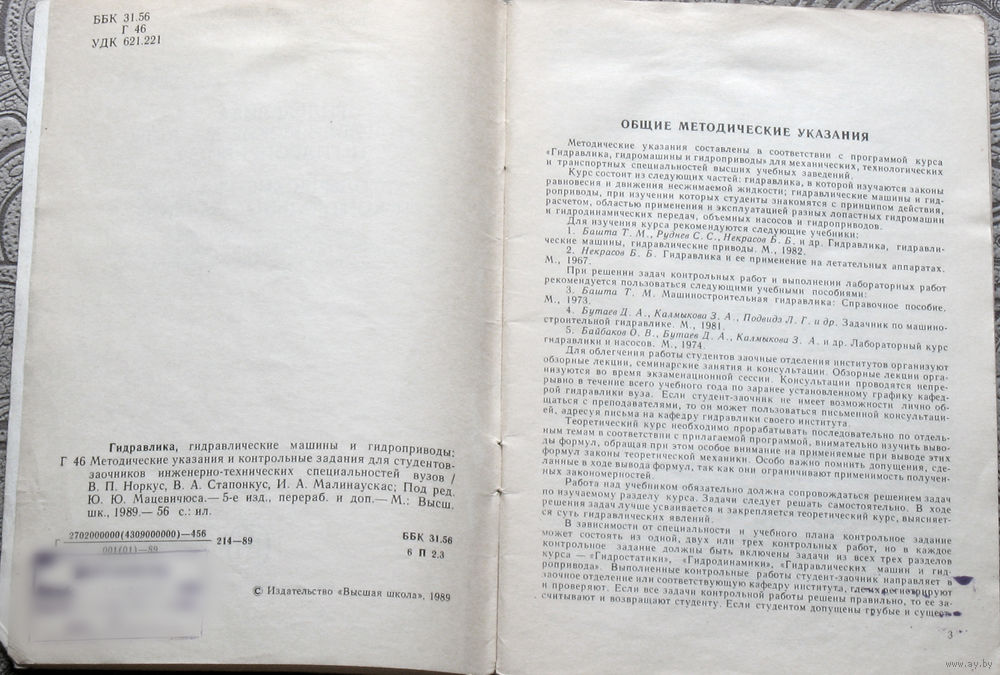 ББК 31.56
Г 46
УДК 621.221
Гидравлика, гидравлические машины и гидроприводы:
Г 46 Методические указания и контрольные задания для студентов-
заочников инженерно-технических специальностей вузов /
В. П. Норкус, В. А. Стапонкус, И. А. Малинаускас; Под ред.
Ю. Ю. Мацевичюса.— 5-е изд., перераб. и доп.— М.: Высш.
шк., 1989.— 56 с.: ил.
Г 2702000000(4309000000)—456
001(01)—89
214—89
ББК 31.56
6 П 2.3
© Издательство «Высшая школа», 1989
ОБЩИЕ МЕТОДИЧЕСКИЕ УКАЗАНИЯ
Методические указания составлены в соответствии с программой курса
«Гидравлика, гидромашины и гидроприводы» для механических, технологических
и транспортных специальностей высших учебных заведений.
Курс состоит из следующих частей: гидравлика, в которой изучаются законы
равновесия и движения несжимаемой жидкости; гидравлические машины и гид-
роприводы, при изучении которых студенты знакомятся с принципом действия,
расчетом, областью применения и эксплуатацией разных лопастных гидромашин
и гидродинамических передач, объемных насосов и гидроприводов.
Для изучения курса рекомендуются следующие учебники:
1. Башта Т. М., Руднев С. С., Некрасов Б. Б. и др. Гидравлика, гидравли-
ческие машины, гидравлические приводы. М., 1982.
2. Некрасов Б. Б. Гидравлика и ее применение на летательных аппаратах.
М., 1967.
При решении задач контрольных работ и выполнении лабораторных работ
рекомендуется пользоваться следующими учебными пособиями:
3. Башта Т. М. Машиностроительная гидравлика: Справочное пособие.
М., 1973.
4. Бутаев Д. А., Калмыкова З. А., Подвидз Л. Г. и др. Задачник по машино-
строительной гидравлике. М., 1981.
5. Байбаков О. В., Бутаев Д. А., Калмыкова З. А. и др. Лабораторный курс
гидравлики и насосов. М., 1974.
Для облегчения работы студентов заочные отделения институтов организуют
обзорные лекции, семинарские занятия и консультации. Обзорные лекции орга-
низуются во время экзаменационной сессии. Консультации проводятся непре-
рывно в течение всего учебного года по заранее установленному графику кафед-
рой гидравлики вуза. Если студент-заочник не имеет возможности лично об-
щаться с преподавателями, то он может пользоваться письменной консультаци-
ей, адресуя письма на кафедру гидравлики своего института.
Теоретический курс необходимо прорабатывать последовательно по отдель-
ным темам в соответствии с прилагаемой программой, внимательно изучить выво-
ды формул, обращая при этом особое внимание на применяемые при выводе этих
формул законы теоретической механики. Особо важно помнить допущения, сде-
ланные в ходе вывода формул, так как они ограничивают применимость получен-
ных закономерностей.
Работа над учебником обязательно должна сопровождаться решением задач
по изучаемому разделу курса. Задачи следует решать самостоятельно. В ходе
решения задач лучше усваивается и закрепляется теоретический курс, выясняет-
ся суть гидравлических явлений.
В зависимости от специальности и учебного плана контрольное задание
может состоять из одной, двух или трех контрольных работ, но в каждое
контрольное задание должны быть включены задачи из всех трех разделов
курса — «Гидростатики», «Гидродинамики», «Гидравлических машин и гид-
ропривода». Выполненные контрольные работы студент-заочник направляет в
заочное отделение или соответствующую кафедру института, где их регистрируют
и проверяют. Если все задачи контрольной работы решены правильно, то ее за-
считывают и возвращают студенту. Если студентом допущены грубые и сущест-
3
www.ay.by